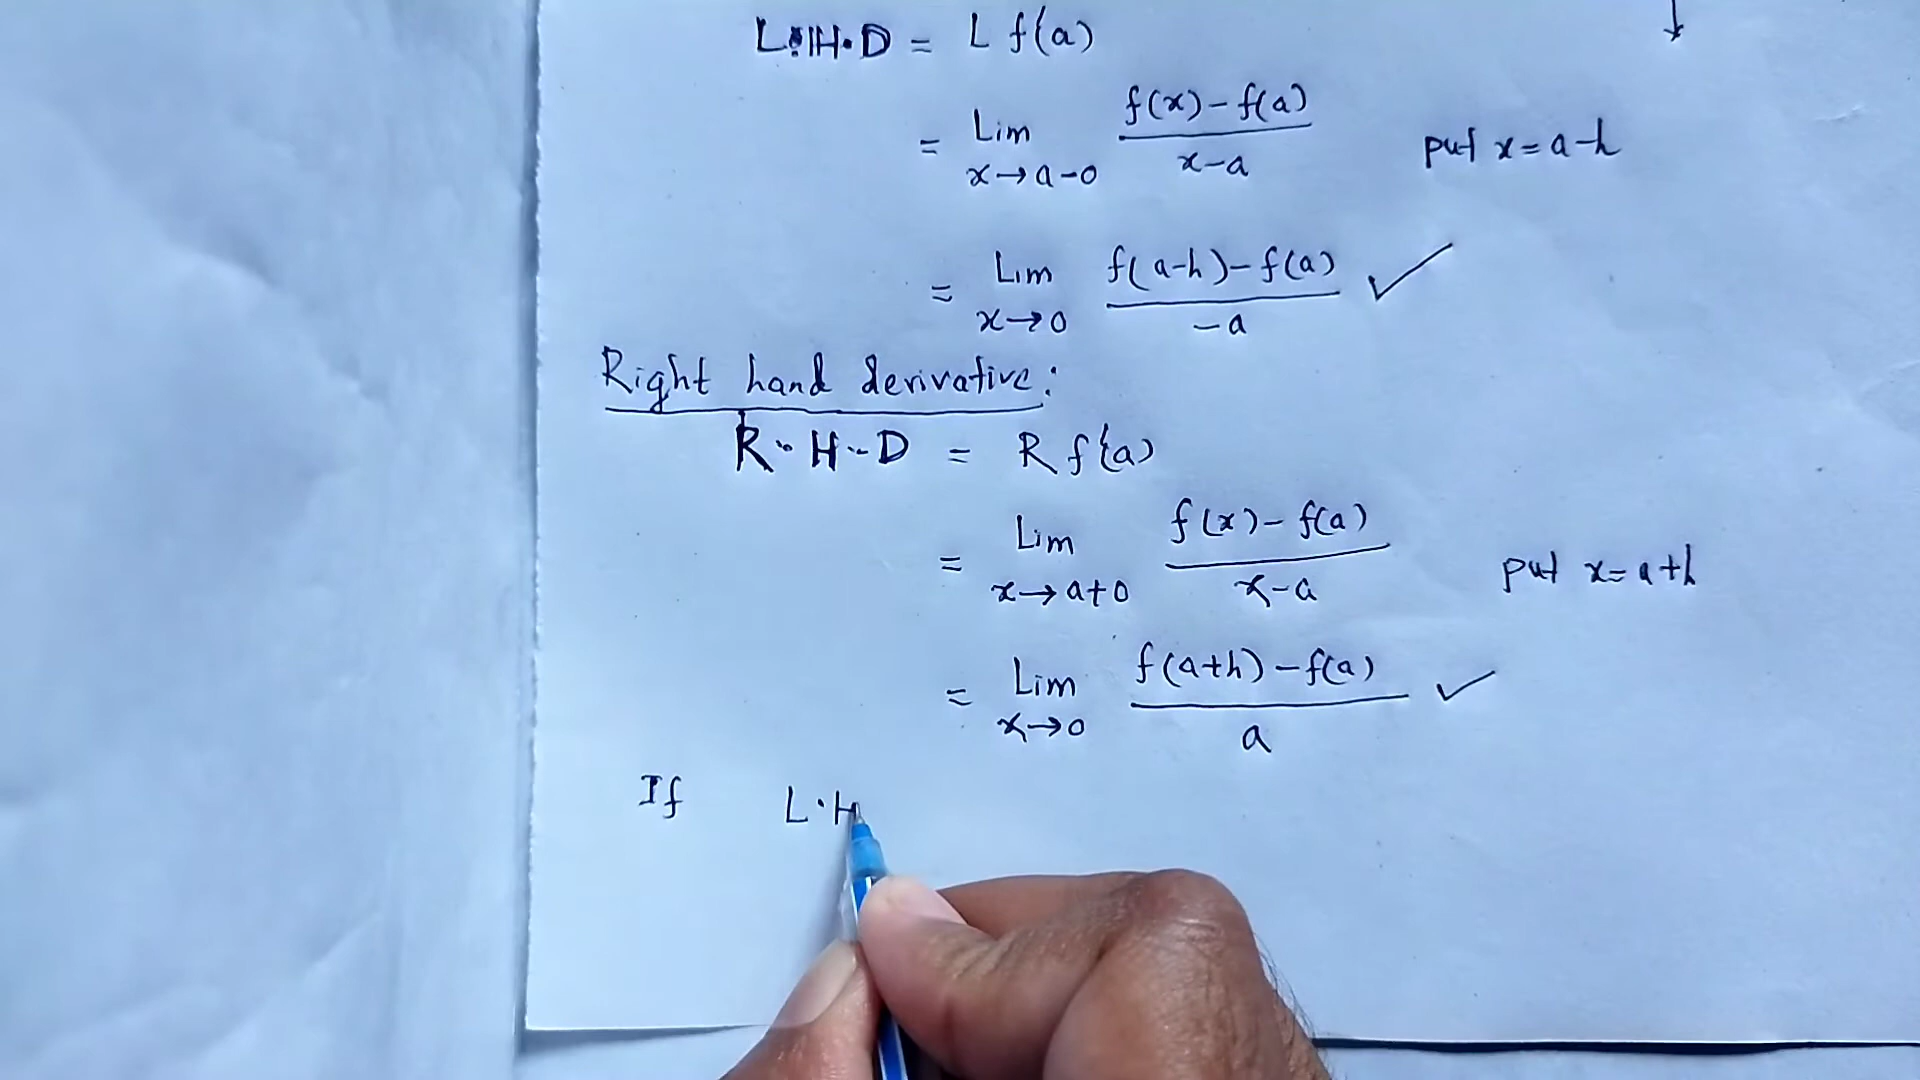 L.H.D = L f'(a)
= Lim x→a-0 f(x)-f(a) / x-a put x=a-h
= Lim x→0 f(a-h)-f(a) / -a ✓
Right hand derivative:
R.H.D = R f'(a)
= Lim x→a+0 f(x)-f(a) / x-a put x=a+h
= Lim x→0 f(a+h)-f(a) / a ✓
If L.H